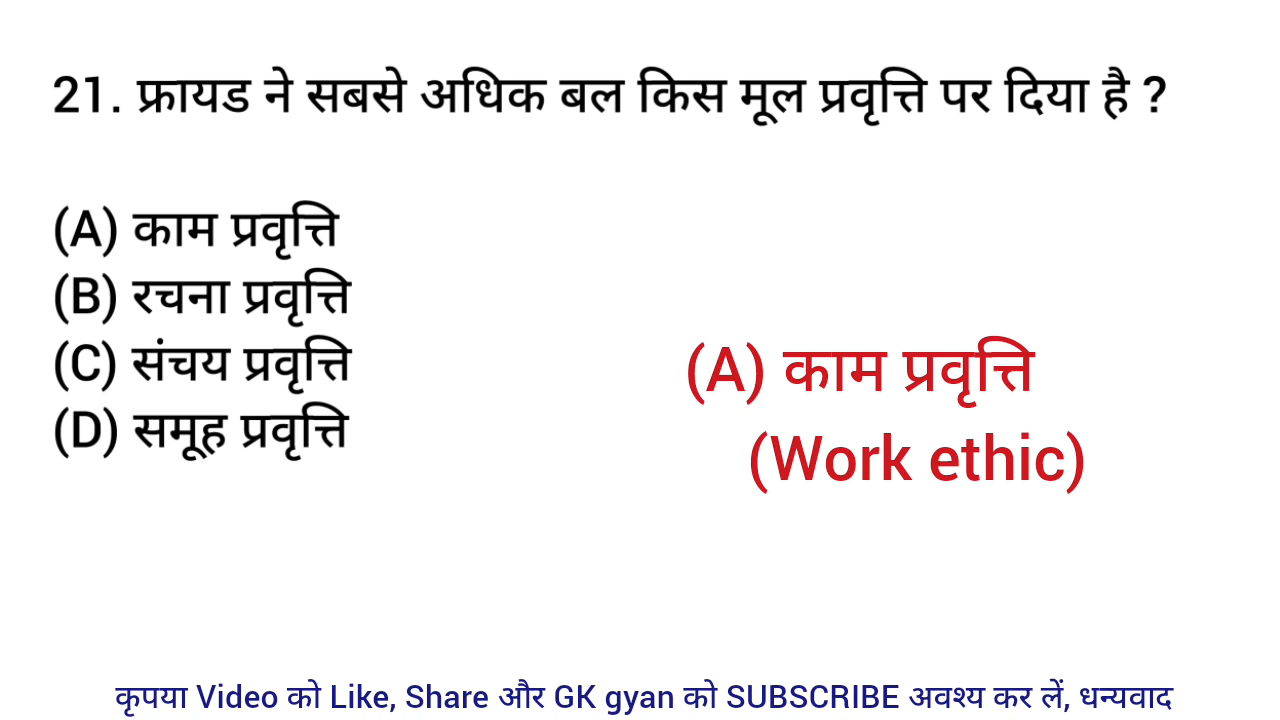 21. फ्रायड ने सबसे अधिक बल किस मूल प्रवृत्ति पर दिया है ?
(A) काम प्रवृत्ति
(B) रचना प्रवृत्ति
(C) संचय प्रवृत्ति
(D) समूह प्रवृत्ति
(A) काम प्रवृत्ति
(Work ethic)
कृपया Video को Like, Share और GK gyan को SUBSCRIBE अवश्य कर लें, धन्यवाद